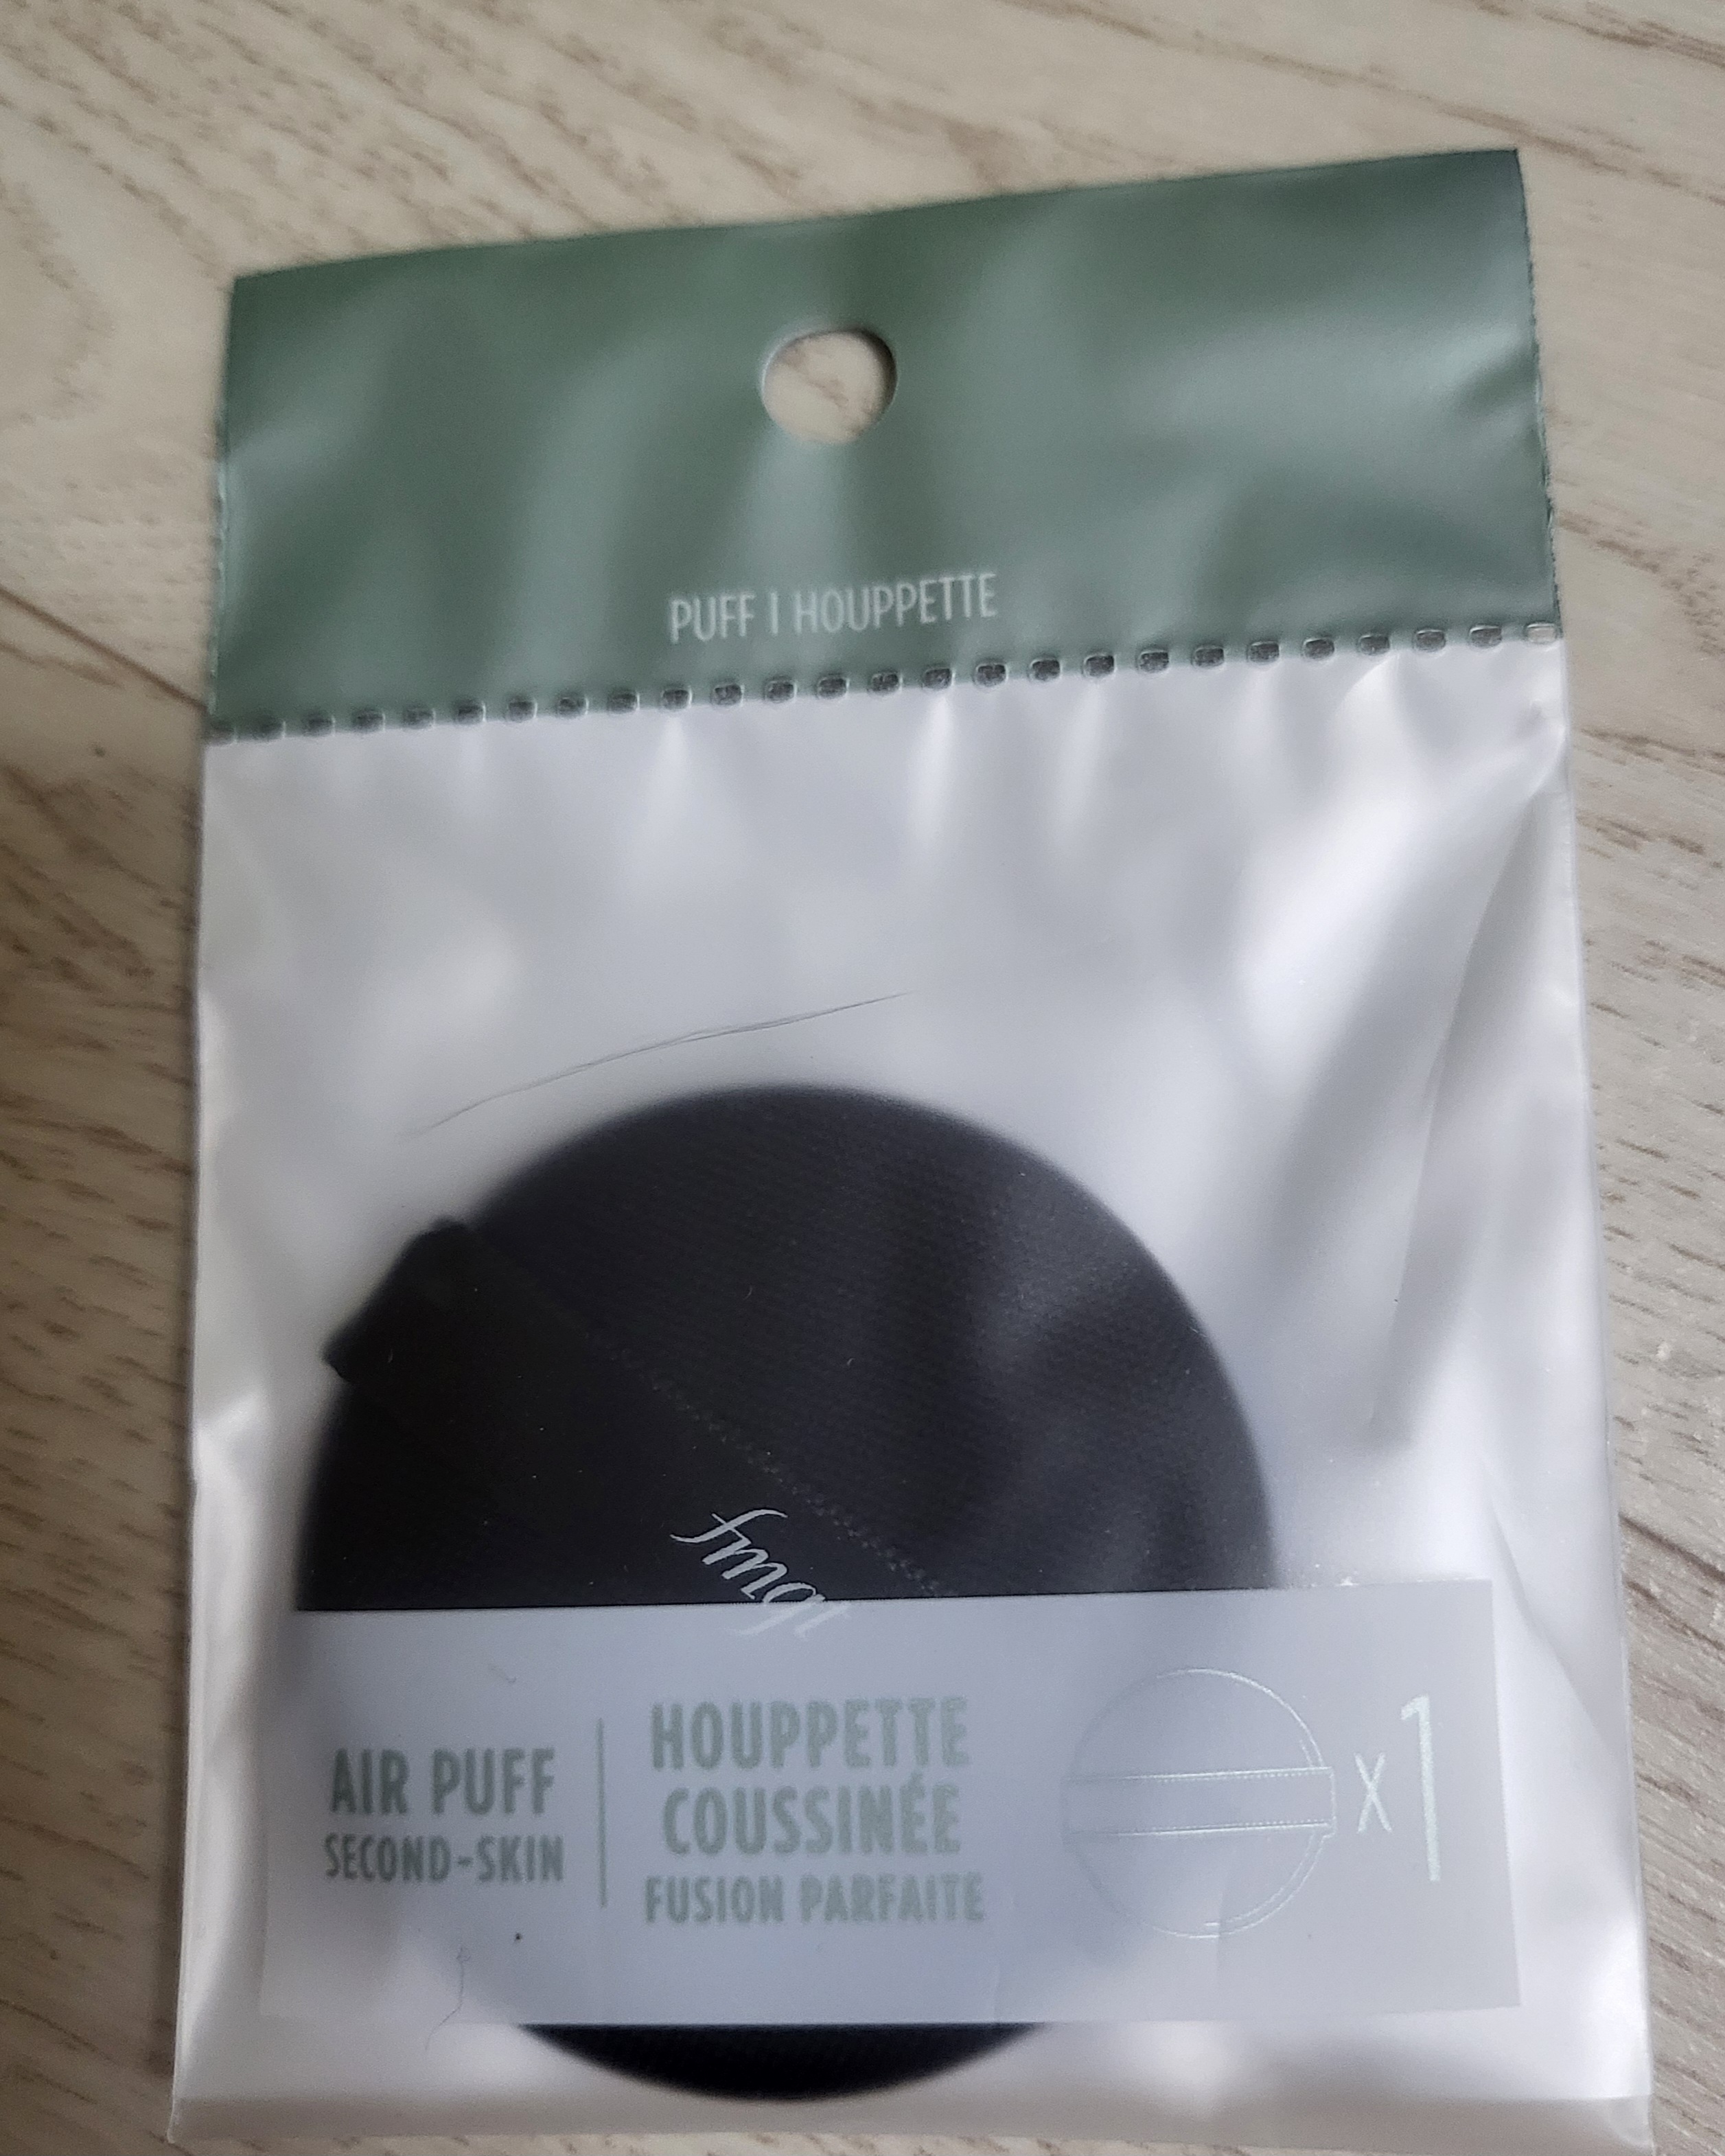 PUFF | HOUPPETTE
fmgt
AIR PUFF
SECOND-SKIN
HOUPPETTE
COUSSINÉE
FUSION PARFAITE
x1